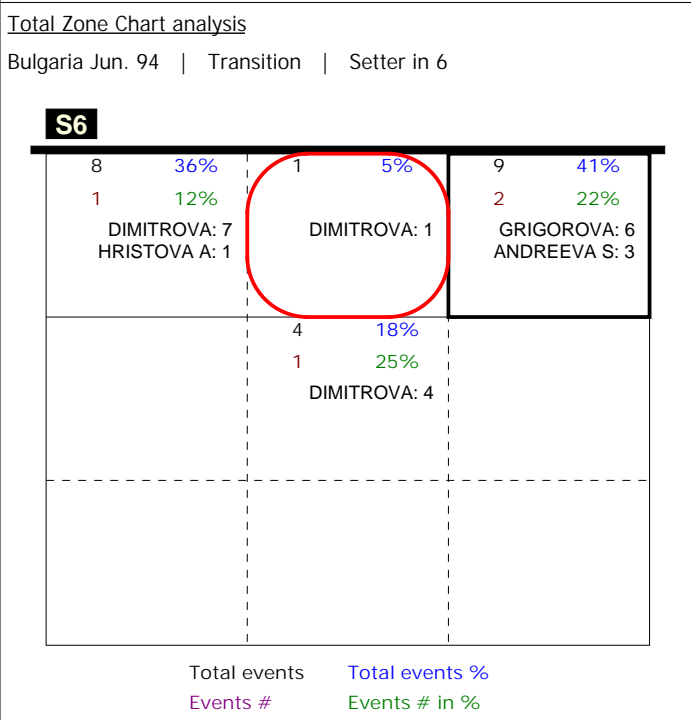 Total Zone Chart analysis
Bulgaria Jun. 94 | Transition | Setter in 6
S6
8 36% 1 5% 9 41%
1 12% 2 22%
DIMITROVA: 7 DIMITROVA: 1 GRIGOROVA: 6
HRISTOVA A: 1 ANDREEVA S: 3
4 18%
1 25%
DIMITROVA: 4
Total events Total events %
Events # Events # in %